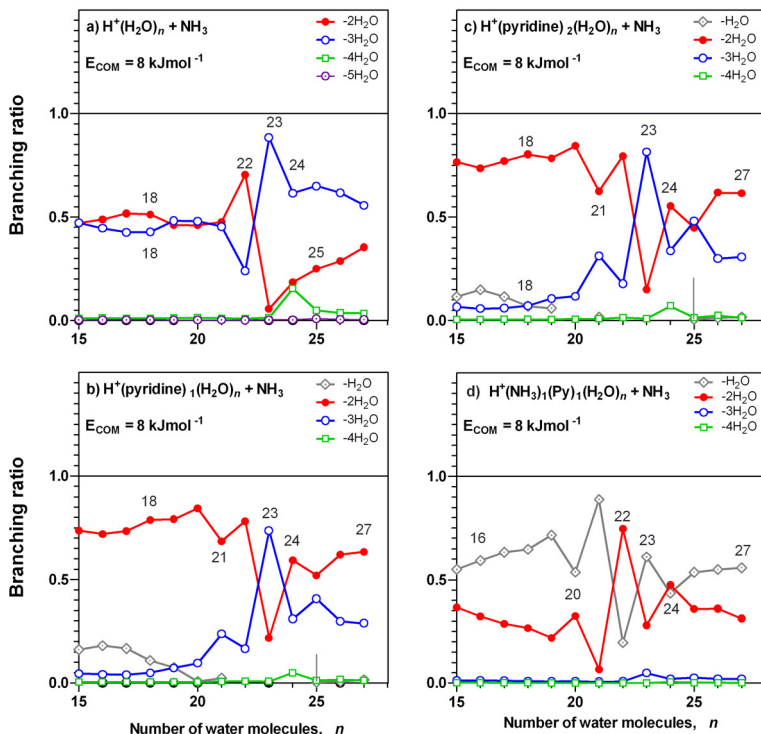 a) H⁺(H₂O)ₙ + NH₃
E_COM = 8 kJmol⁻¹
-2H₂O
-3H₂O
-4H₂O
-5H₂O
Branching ratio
1.0
0.5
0.0
15
20
25
18
18
22
23
24
25
c) H⁺(pyridine)₂(H₂O)ₙ + NH₃
E_COM = 8 kJmol⁻¹
-H₂O
-2H₂O
-3H₂O
-4H₂O
1.0
0.5
0.0
15
20
25
18
18
21
23
24
27
b) H⁺(pyridine)₁(H₂O)ₙ + NH₃
E_COM = 8 kJmol⁻¹
-H₂O
-2H₂O
-3H₂O
-4H₂O
Branching ratio
1.0
0.5
0.0
15
20
25
18
21
23
24
27
Number of water molecules, n
d) H⁺(NH₃)₁(Py)₁(H₂O)ₙ + NH₃
E_COM = 8 kJmol⁻¹
-H₂O
-2H₂O
-3H₂O
-4H₂O
1.0
0.5
0.0
15
20
25
16
20
22
23
24
27
Number of water molecules, n